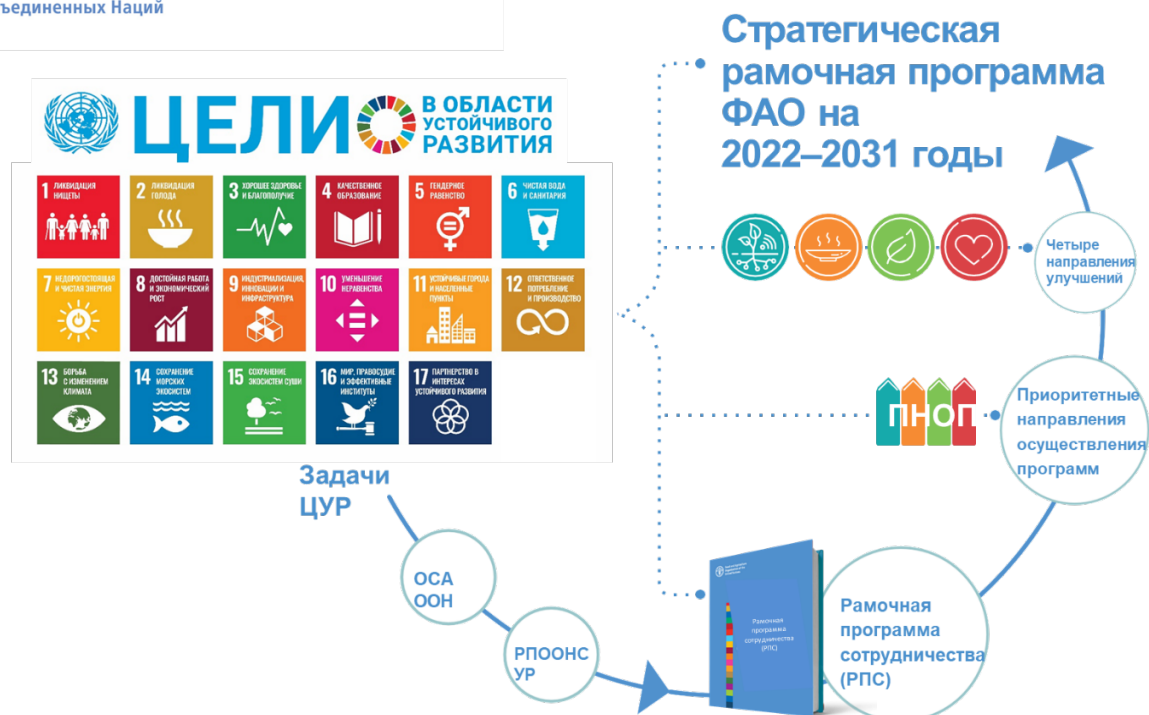 ъединенных Наций
Стратегическая
рамочная программа
ФАО на
2022–2031 годы
ЦЕЛИ
В ОБЛАСТИ
УСТОЙЧИВОГО
РАЗВИТИЯ
1 ЛИКВИДАЦИЯ
НИЩЕТЫ
2 ЛИКВИДАЦИЯ
ГОЛОДА
3 ХОРОШЕЕ ЗДОРОВЬЕ
И БЛАГОПОЛУЧИЕ
4 КАЧЕСТВЕННОЕ
ОБРАЗОВАНИЕ
5 ГЕНДЕРНОЕ
РАВЕНСТВО
6 ЧИСТАЯ ВОДА
И САНИТАРИЯ
7 НЕДОРОГОСТОЯЩАЯ
И ЧИСТАЯ ЭНЕРГИЯ
8 ДОСТОЙНАЯ РАБОТА
И ЭКОНОМИЧЕСКИЙ
РОСТ
9 ИНДУСТРИАЛИЗАЦИЯ,
ИННОВАЦИИ И
ИНФРАСТРУКТУРА
10 УМЕНЬШЕНИЕ
НЕРАВЕНСТВА
11 УСТОЙЧИВЫЕ ГОРОДА
И НАСЕЛЕННЫЕ
ПУНКТЫ
12 ОТВЕТСТВЕННОЕ
ПОТРЕБЛЕНИЕ
И ПРОИЗВОДСТВО
13 БОРЬБА
С ИЗМЕНЕНИЕМ
КЛИМАТА
14 СОХРАНЕНИЕ
МОРСКИХ
ЭКОСИСТЕМ
15 СОХРАНЕНИЕ
ЭКОСИСТЕМ СУШИ
16 МИР, ПРАВОСУДИЕ
И ЭФФЕКТИВНЫЕ
ИНСТИТУТЫ
17 ПАРТНЕРСТВО В
ИНТЕРЕСАХ
УСТОЙЧИВОГО РАЗВИТИЯ
Четыре
направления
улучшений
ПНОП
Приоритетные
направления
осуществления
программ
Задачи
ЦУР
ОСА
ООН
РПООНС
УР
Рамочная
программа
сотрудничества
(РПС)
Рамочная
программа
сотрудничества
(РПС)